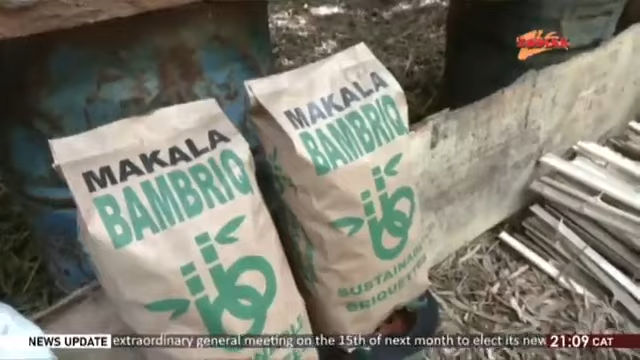 MAKALA
BAMBRIQ
SUSTAINABLE
BRIQUETTES
MAKALA
BAMBRIQ
NEWS UPDATE
extraordinary general meeting on the 15th of next month to elect its new
21:09 CAT